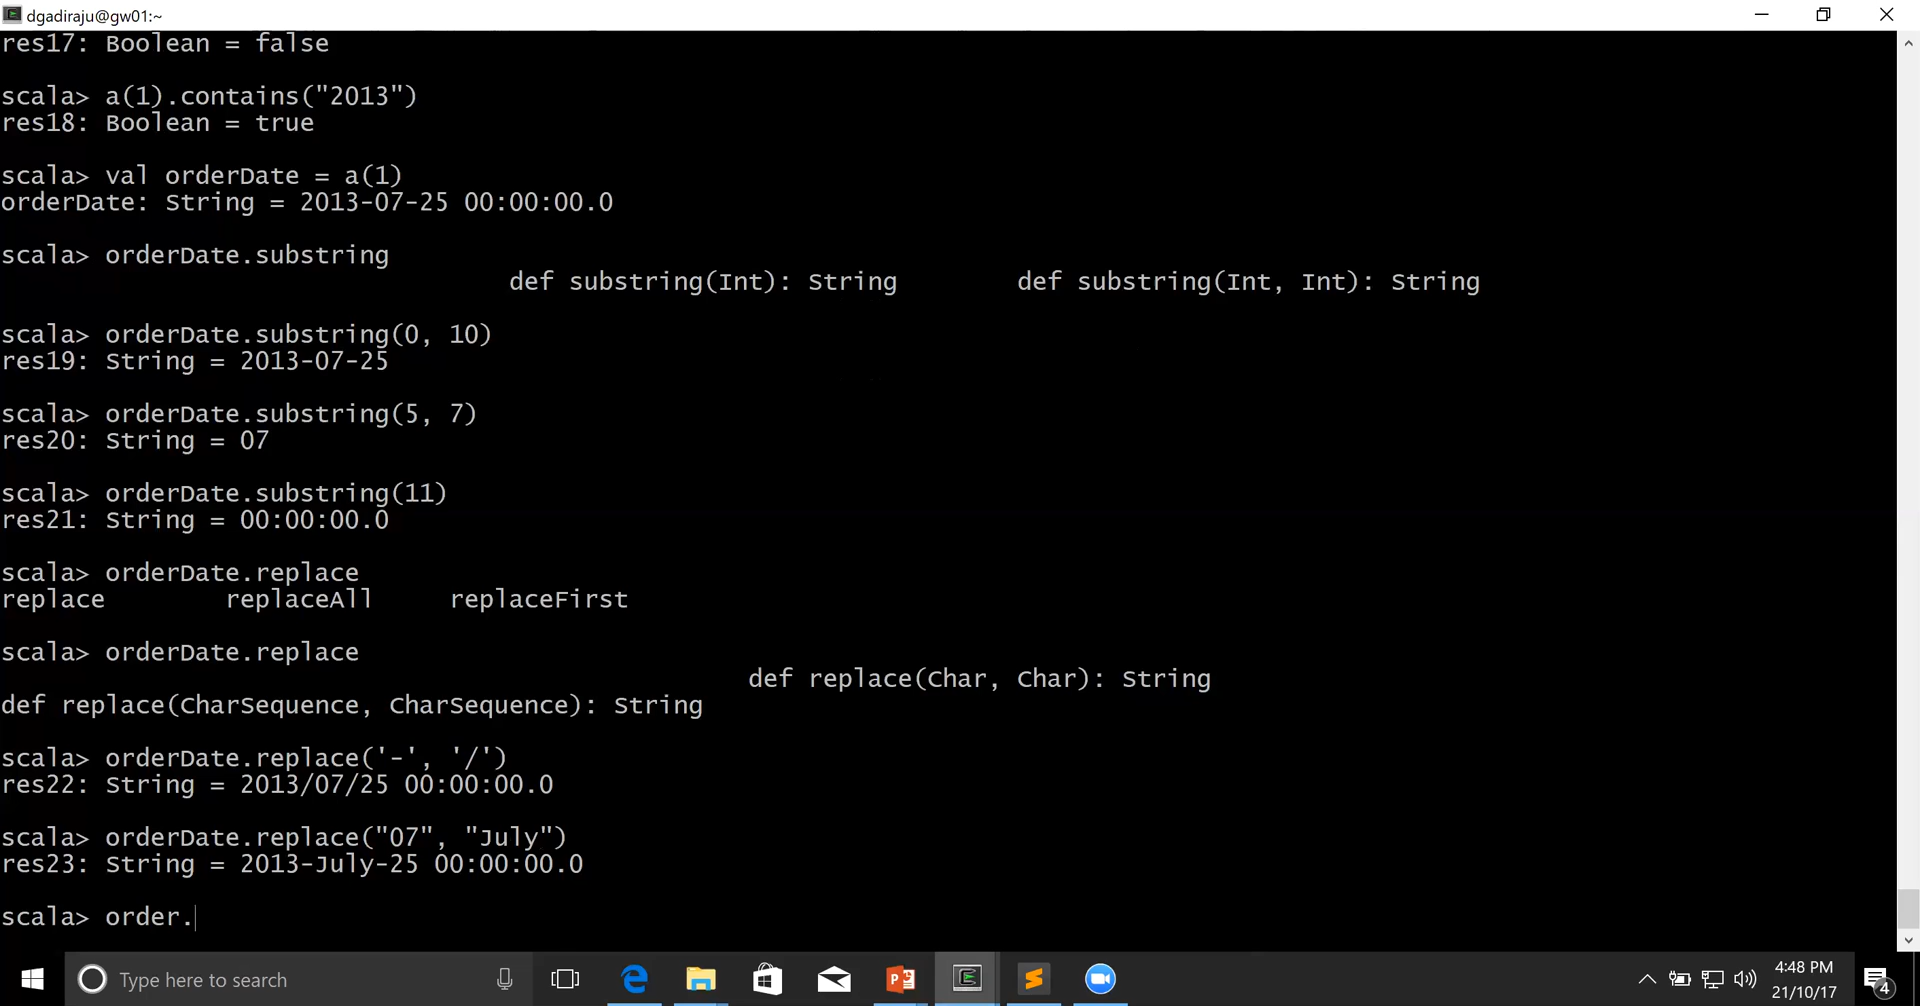 dgadiraju@gw01:~
res17: Boolean = false
scala> a(1).contains("2013")
res18: Boolean = true
scala> val orderDate = a(1)
orderDate: String = 2013-07-25 00:00:00.0
scala> orderDate.substring
def substring(Int): String def substring(Int, Int): String
scala> orderDate.substring(0, 10)
res19: String = 2013-07-25
scala> orderDate.substring(5, 7)
res20: String = 07
scala> orderDate.substring(11)
res21: String = 00:00:00.0
scala> orderDate.replace
replace replaceAll replaceFirst
scala> orderDate.replace
def replace(Char, Char): String
def replace(CharSequence, CharSequence): String
scala> orderDate.replace('-', '/')
res22: String = 2013/07/25 00:00:00.0
scala> orderDate.replace("07", "July")
res23: String = 2013-July-25 00:00:00.0
scala> order.
Type here to search
4:48 PM
21/10/17
4